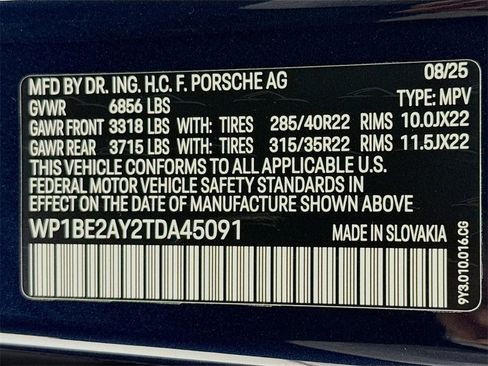 MFD BY DR. ING. H.C. F. PORSCHE AG 08/25
GVWR 6856 LBS TYPE: MPV
GAWR FRONT 3318 LBS WITH: TIRES 285/40R22 RIMS 10.0JX22
GAWR REAR 3715 LBS WITH: TIRES 315/35R22 RIMS 11.5JX22
THIS VEHICLE CONFORMS TO ALL APPLICABLE U.S.
FEDERAL MOTOR VEHICLE SAFETY STANDARDS IN
EFFECT ON THE DATE OF MANUFACTURE SHOWN ABOVE
WP1BE2AY2TDA45091
MADE IN SLOVAKIA
9Y3.010.016.CG